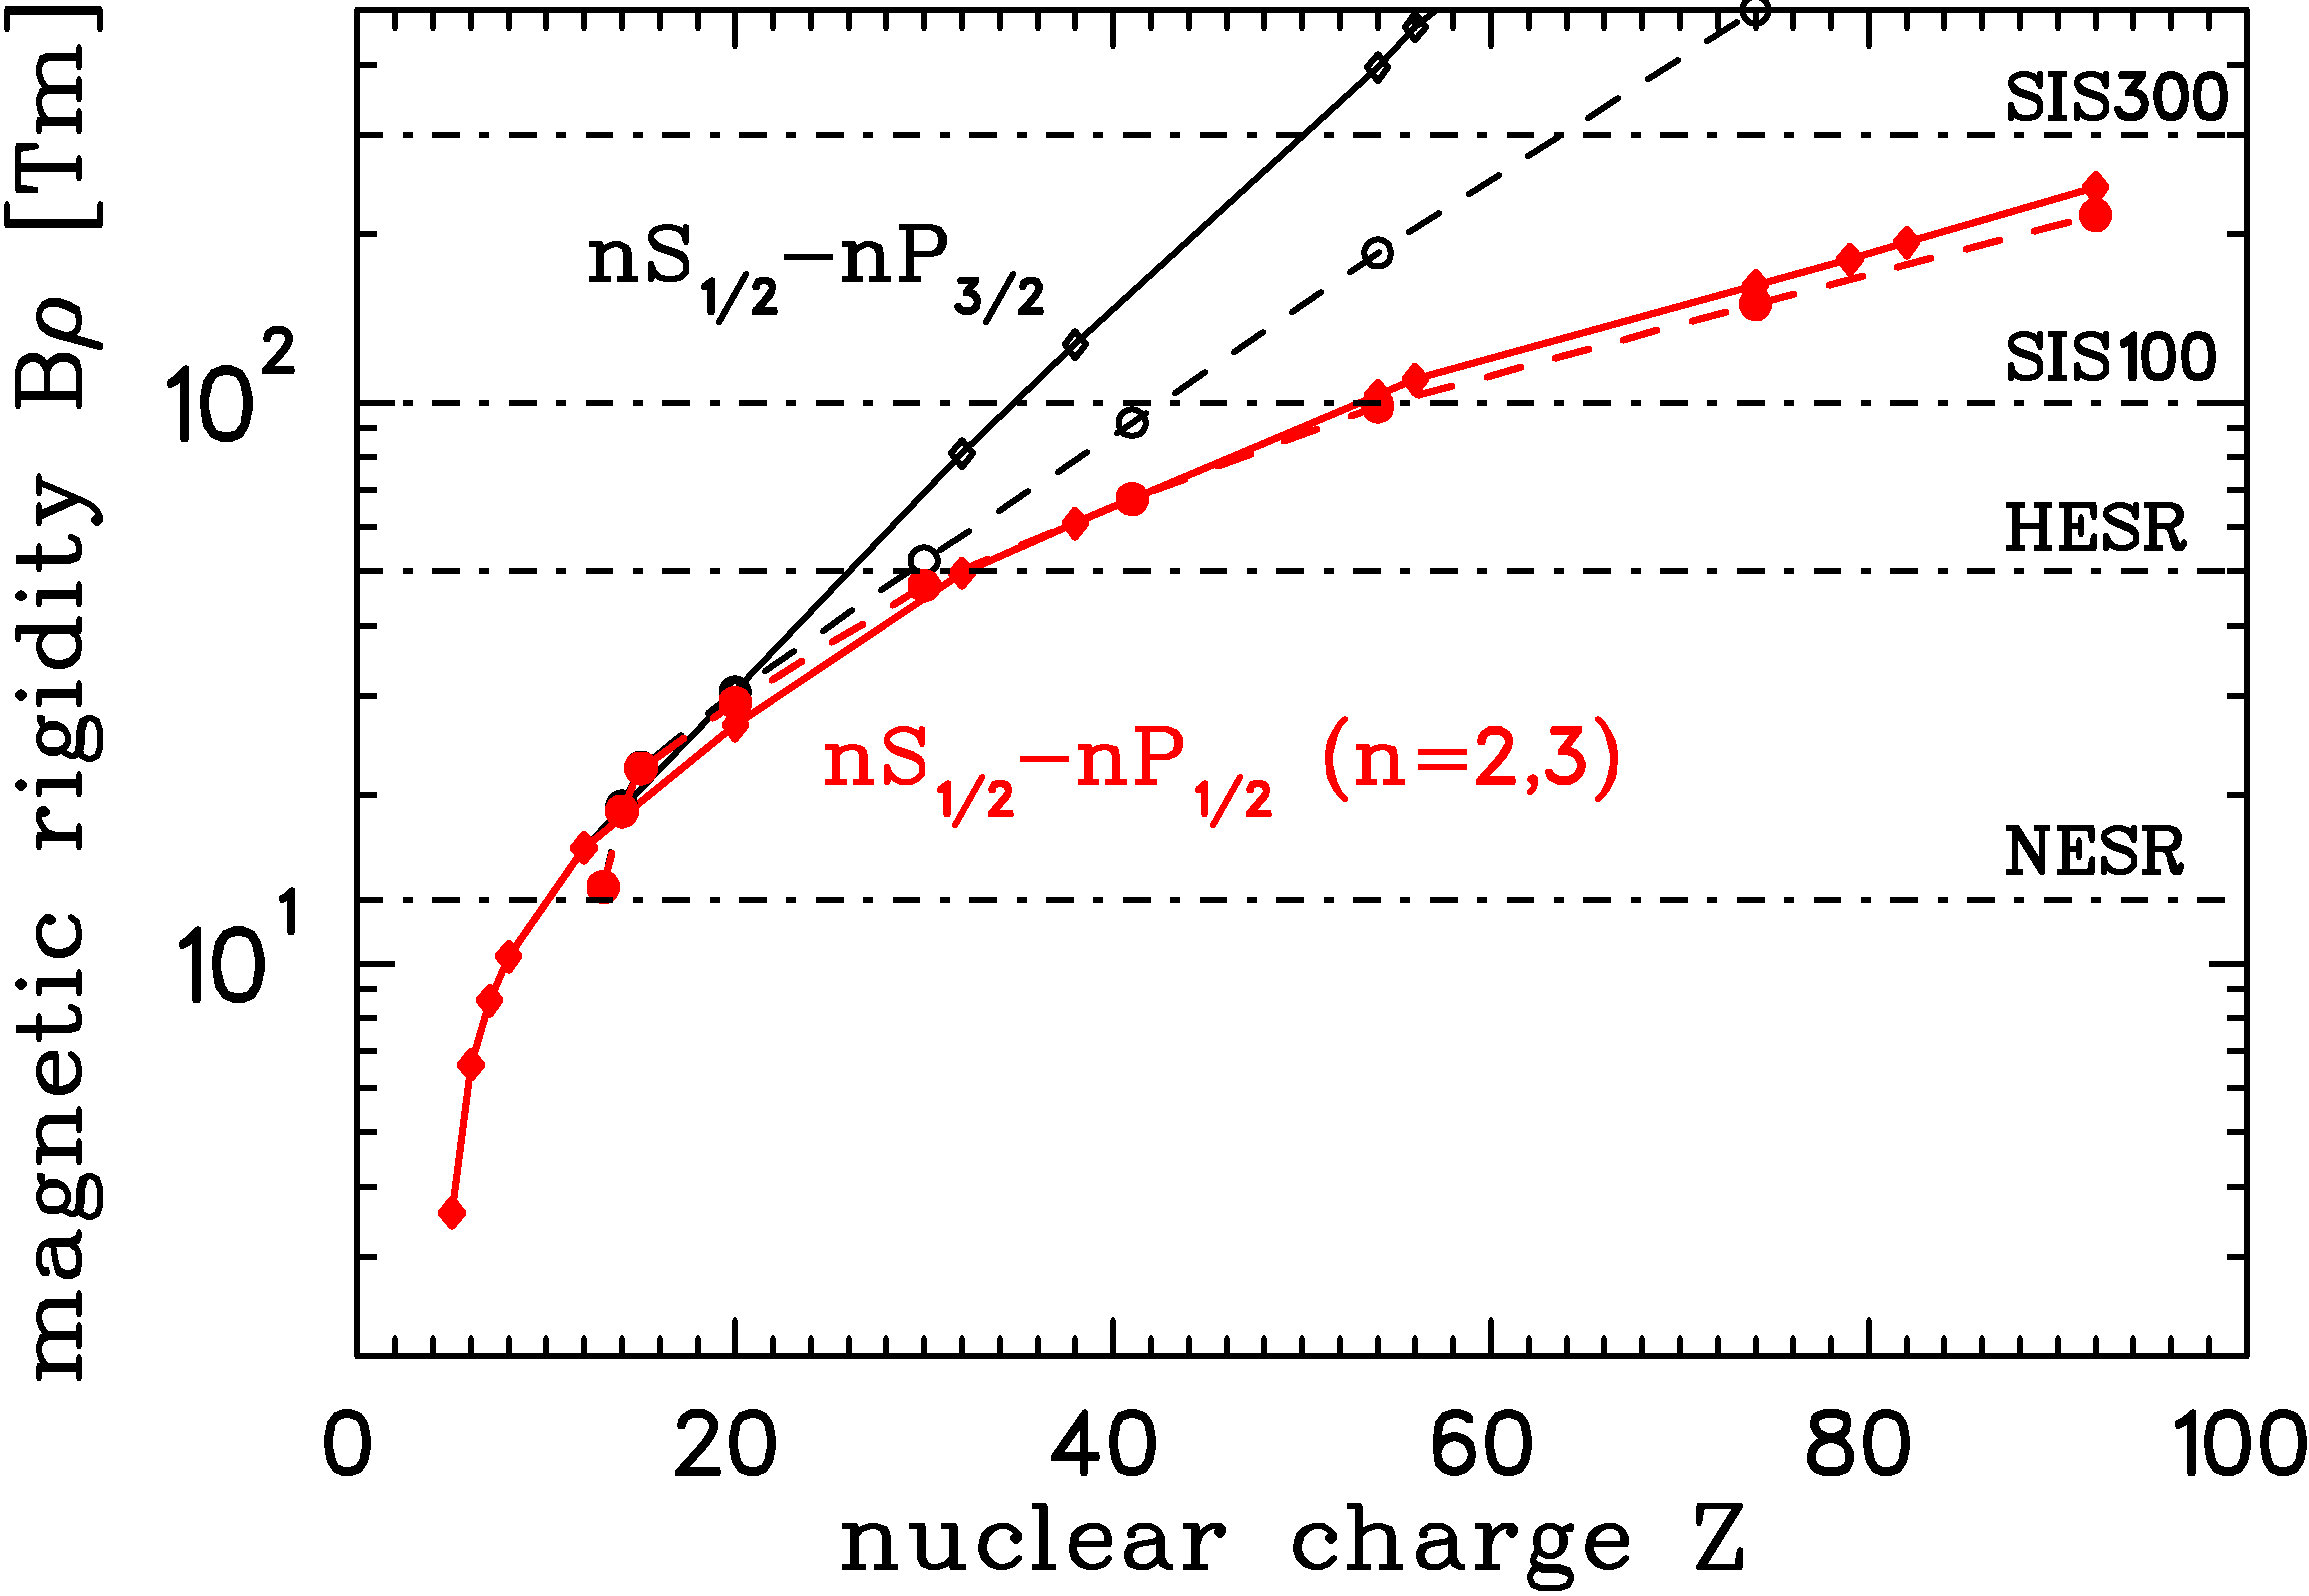 magnetic rigidity Bρ [Tm]
10²
10¹
SIS300
nS1/2−nP3/2
SIS100
HESR
nS1/2−nP1/2 (n=2,3)
NESR
0 20 40 60 80 100
nuclear charge Z